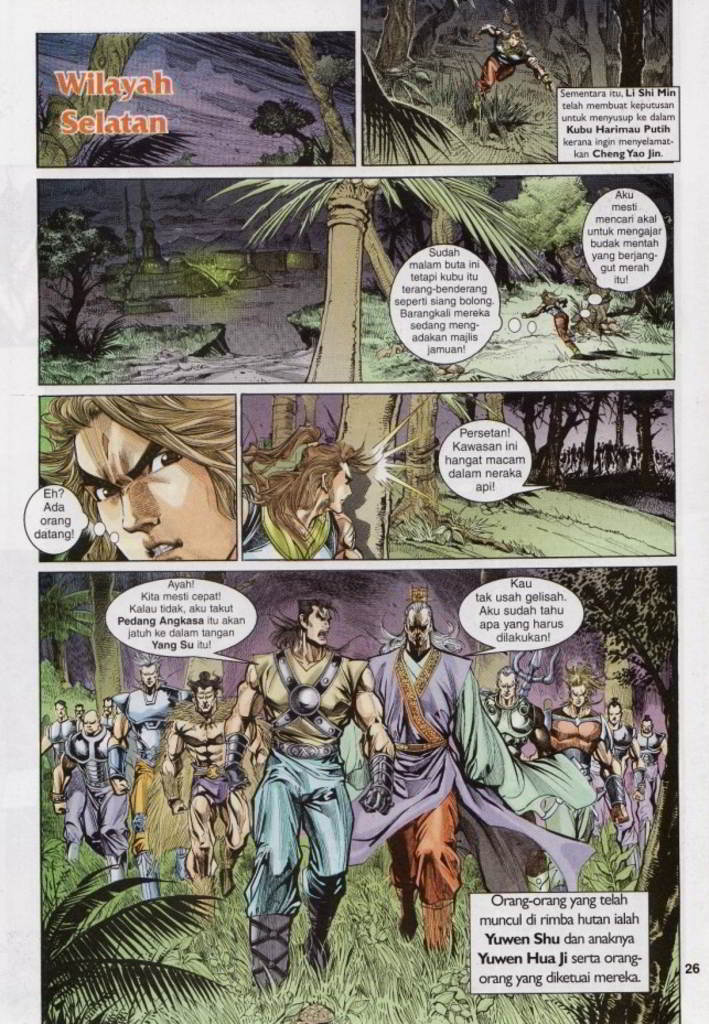 Wilayah
Selatan
Sementara itu, Li Shi Min
telah membuat keputusan
untuk menyusup ke dalam
Kubu Harimau Putih
kerana ingin menyelamat-
kan Cheng Yao Jin.
Sudah
malam buta ini
tetapi kubu itu
terang-benderang
seperti siang bolong.
Barangkali mereka
sedang meng-
adakan majlis
jamuan!
Aku
mesti
mencari akal
untuk mengajar
budak mentah
yang berjang-
gut merah
itu!
Eh?
Ada
orang
datang!
Persetan!
Kawasan ini
hangat macam
dalam neraka
api!
Ayah!
Kita mesti cepat!
Kalau tidak, aku takut
Pedang Angkasa itu akan
jatuh ke dalam tangan
Yang Su itu!
Kau
tak usah gelisah.
Aku sudah tahu
apa yang harus
dilakukan!
Orang-orang yang telah
muncul di rimba hutan ialah
Yuwen Shu dan anaknya
Yuwen Hua Ji serta orang-
orang yang diketuai mereka.
26